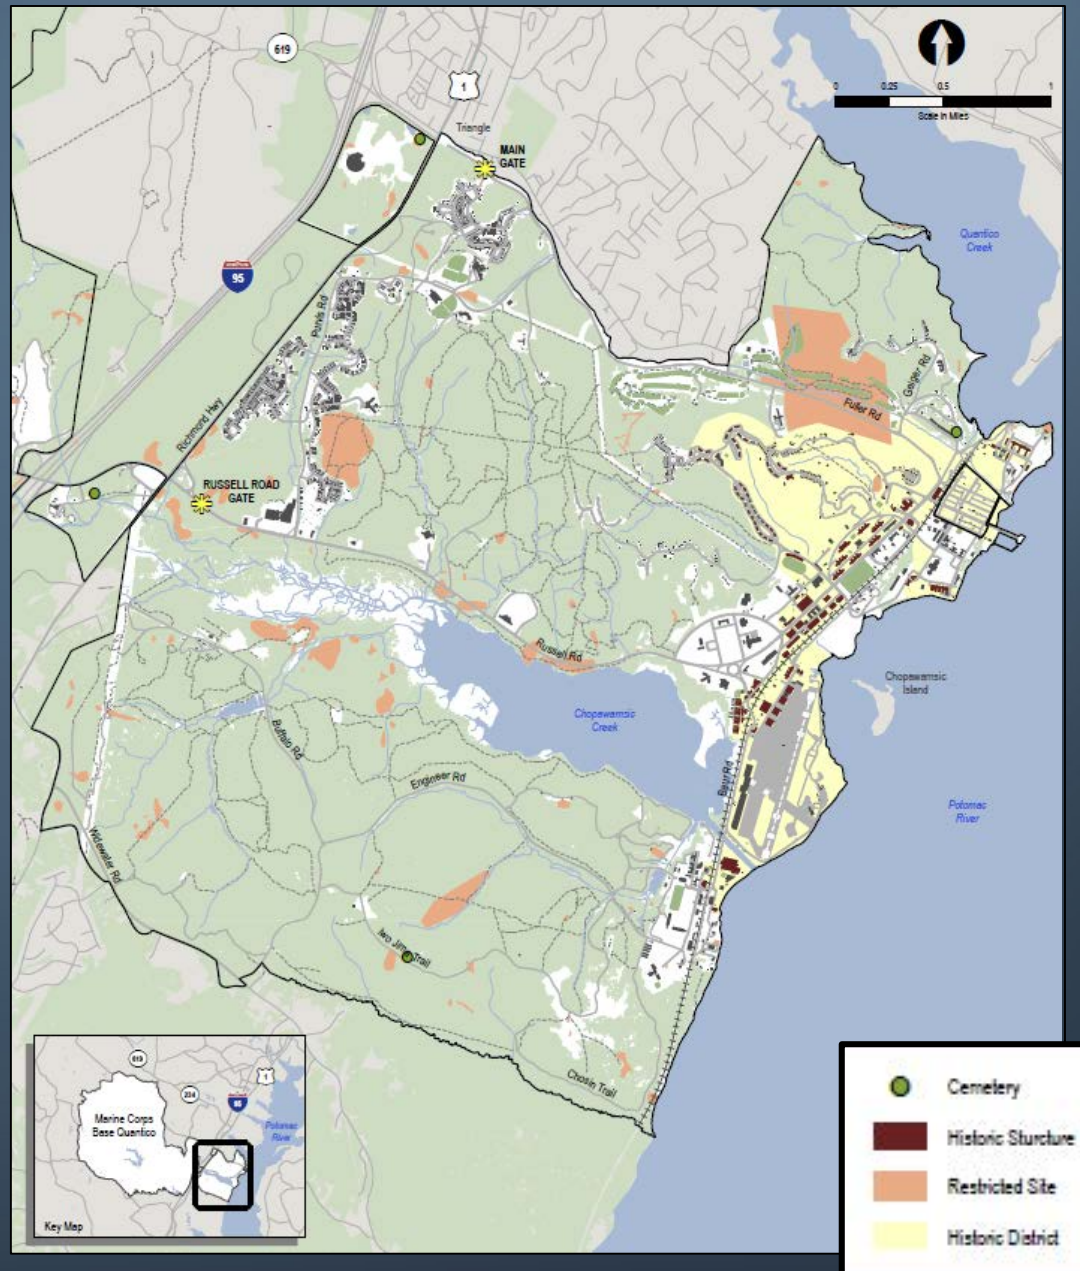 619
1
Triangle
MAIN
GATE
0 0.25 0.5 1
Scale in Miles
Quantico
Creek
INTERSTATE
95
Purvis Rd
Richmond Hwy
RUSSELL ROAD
GATE
Geiger Rd
Fuller Rd
Russell Rd
Chopawamsic
Island
Chopawamsic
Creek
Buffalo Rd
Engineer Rd
Potomac
River
Iwo Jima Trail
Chosin Trail
619
1
234
95
Marine Corps
Base Quantico
Potomac
River
Key Map
Cemetery
Historic Sturcture
Restricted Site
Historic District